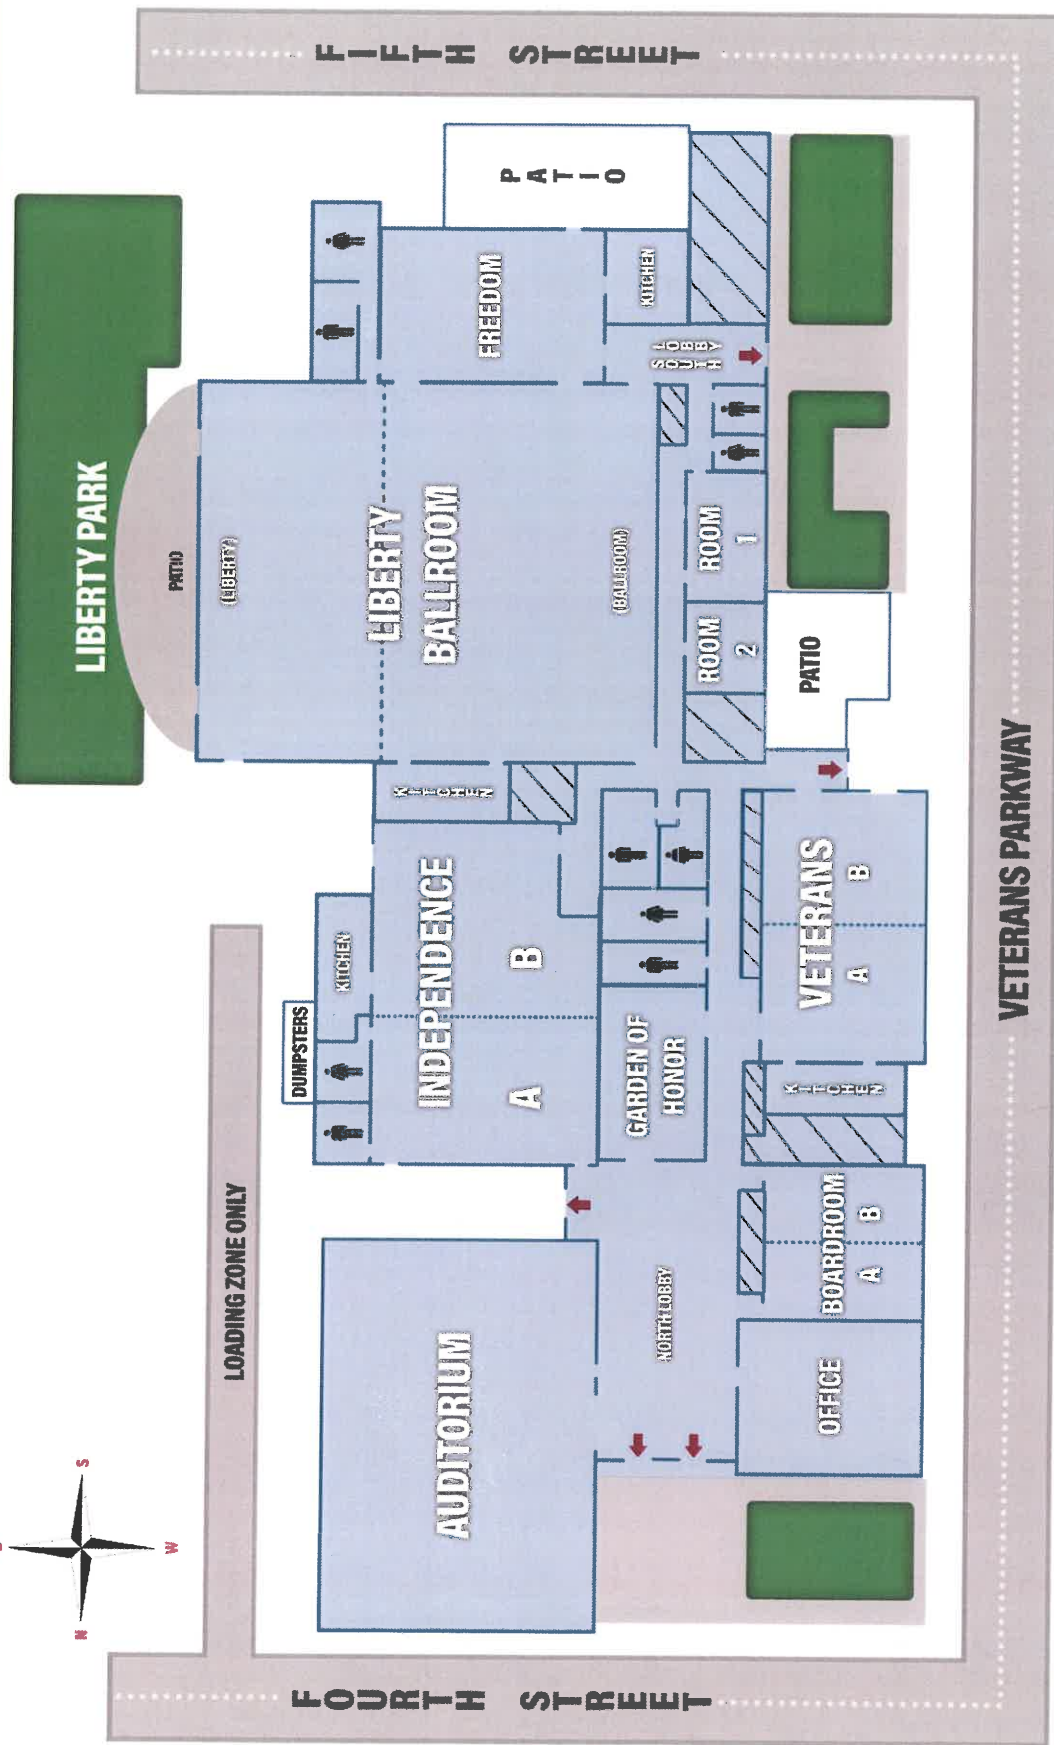 LIBERTY PARK
N
S
W
PATIO
LOADING ZONE ONLY
DUMPSTERS
(LIBERTY)
KITCHEN
FOURTH STREET
FIFTH STREET
AUDITORIUM
INDEPENDENCE
A
B
KITCHEN
LIBERTY
BALLROOM
FREEDOM
PATIO
(BALLROOM)
KITCHEN
GARDEN OF
HONOR
NORTH LOBBY
SOUTH
LOBBY
ROOM
2
ROOM
1
OFFICE
BOARDROOM
A
B
KITCHEN
VETERANS
A
B
PATIO
VETERANS PARKWAY